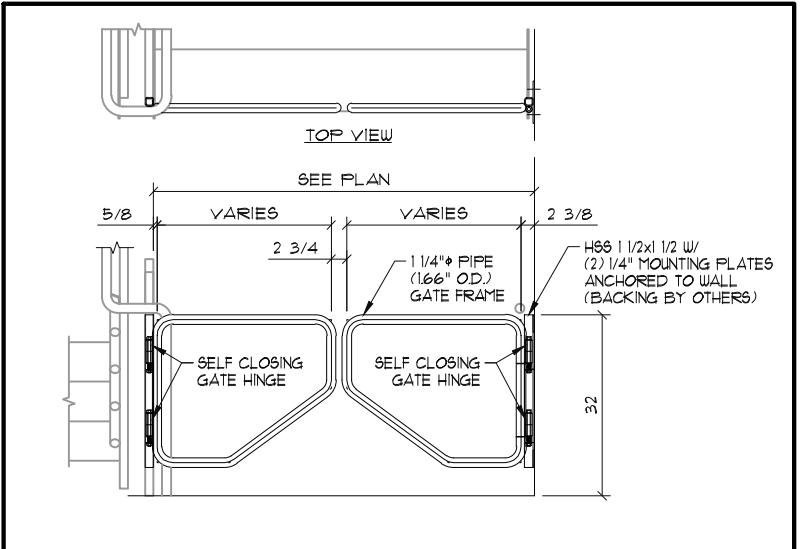 TOP VIEW
SEE PLAN
5/8
VARIES
VARIES
2 3/8
2 3/4
1 1/4"ø PIPE
(1.66" O.D.)
GATE FRAME
HSS 1 1/2x1 1/2 W/
(2) 1/4" MOUNTING PLATES
ANCHORED TO WALL
(BACKING BY OTHERS)
SELF CLOSING
GATE HINGE
SELF CLOSING
GATE HINGE
32